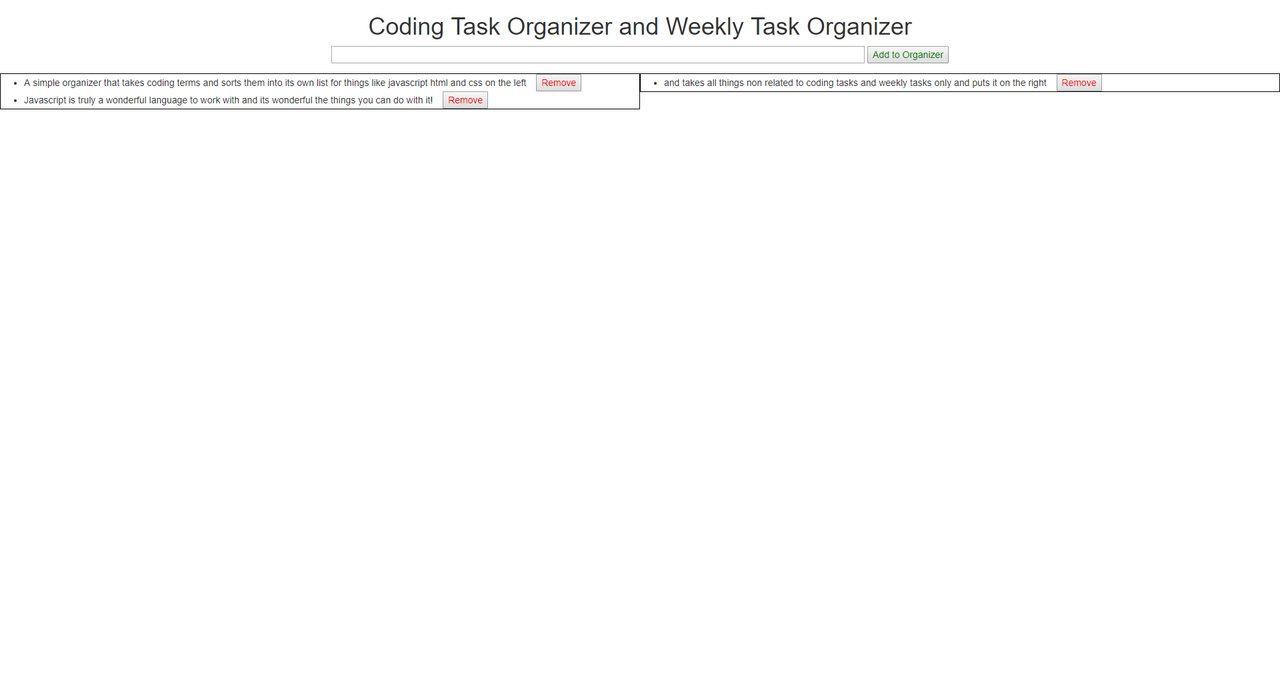 Coding Task Organizer and Weekly Task Organizer
Add to Organizer
A simple organizer that takes coding terms and sorts them into its own list for things like javascript html and css on the left Remove
Javascript is truly a wonderful language to work with and its wonderful the things you can do with it! Remove
and takes all things non related to coding tasks and weekly tasks only and puts it on the right Remove